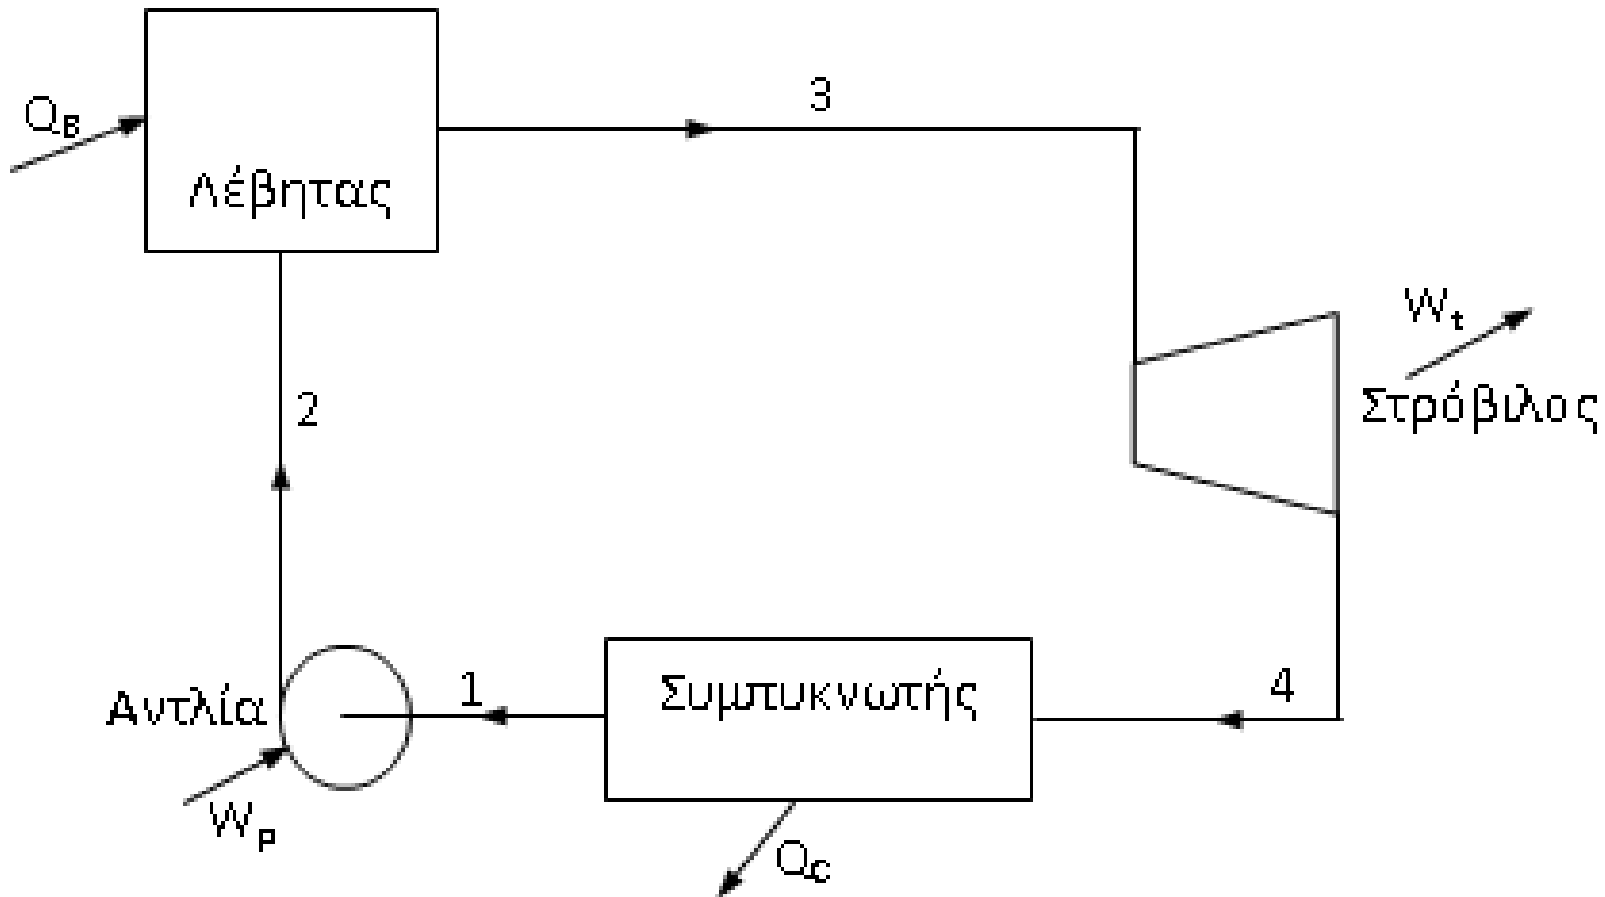 3
Q_B
Λέβητας
W_t
Στρόβιλος
2
Αντλία
1
Συμπυκνωτής
4
W_P
Q_C